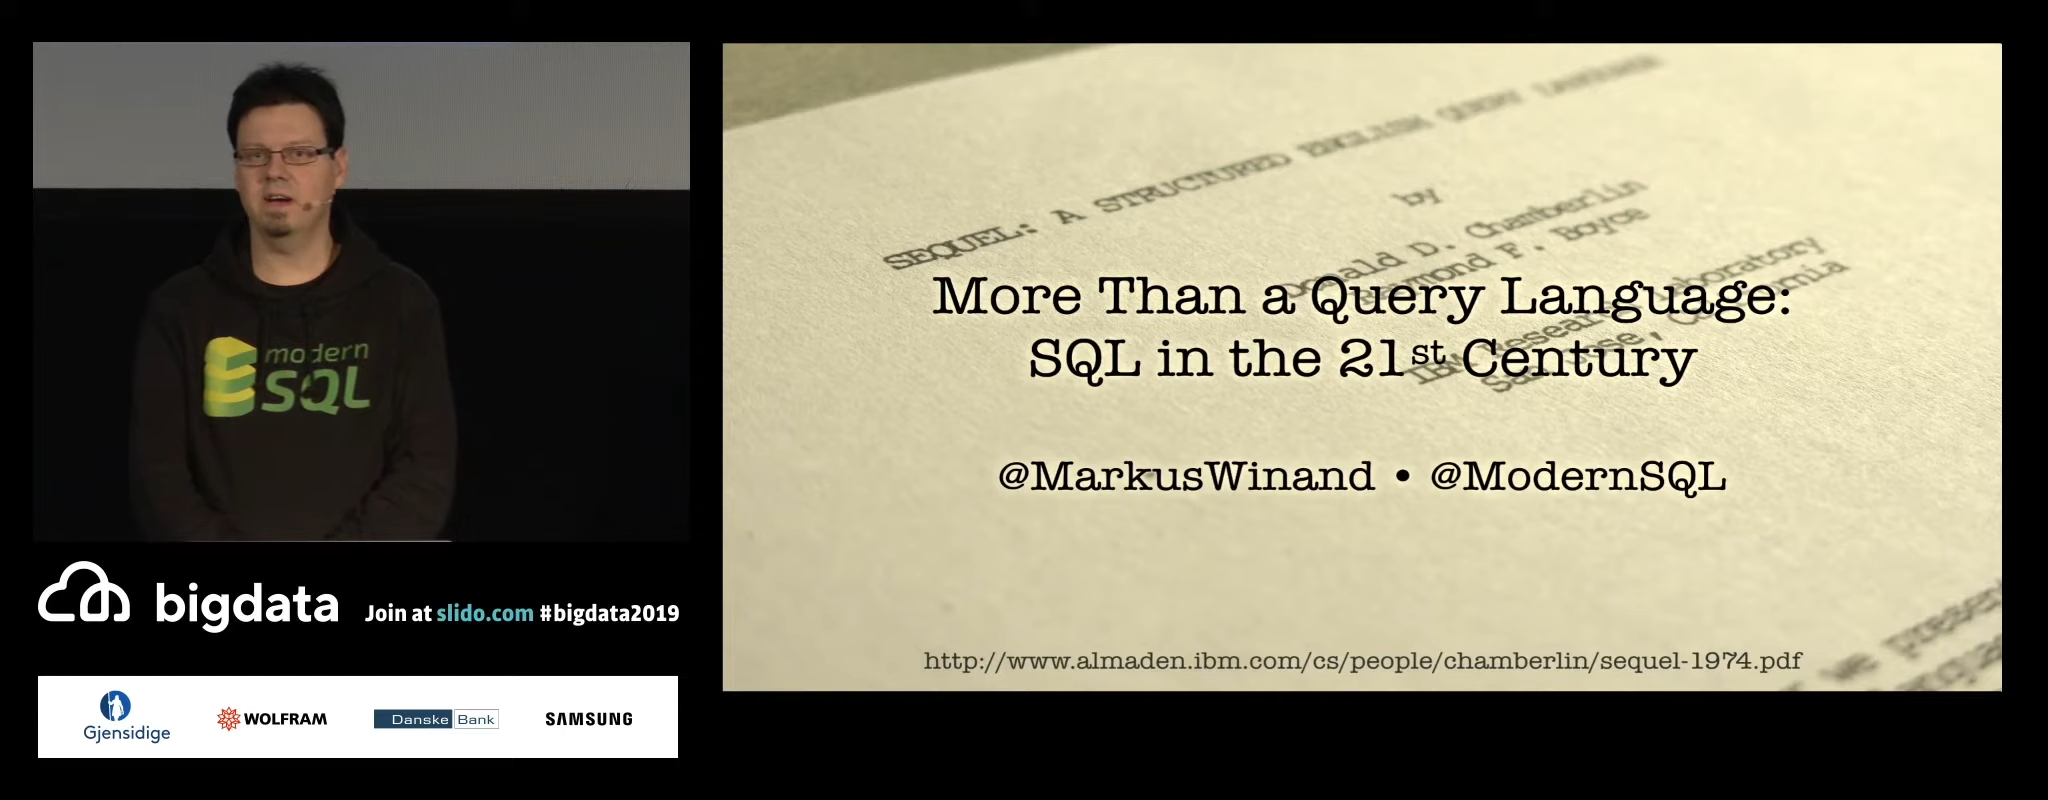 modern
SQL
bigdata
Join at slido.com #bigdata2019
Gjensidige
WOLFRAM
Danske Bank
SAMSUNG
SEQUEL: A STRUCTURED ENGLISH QUERY LANGUAGE
by
Donald D. Chamberlin
Raymond F. Boyce
IBM Research Laboratory
San Jose, California
More Than a Query Language:
SQL in the 21st Century
@MarkusWinand • @ModernSQL
http://www.almaden.ibm.com/cs/people/chamberlin/sequel-1974.pdf
we present